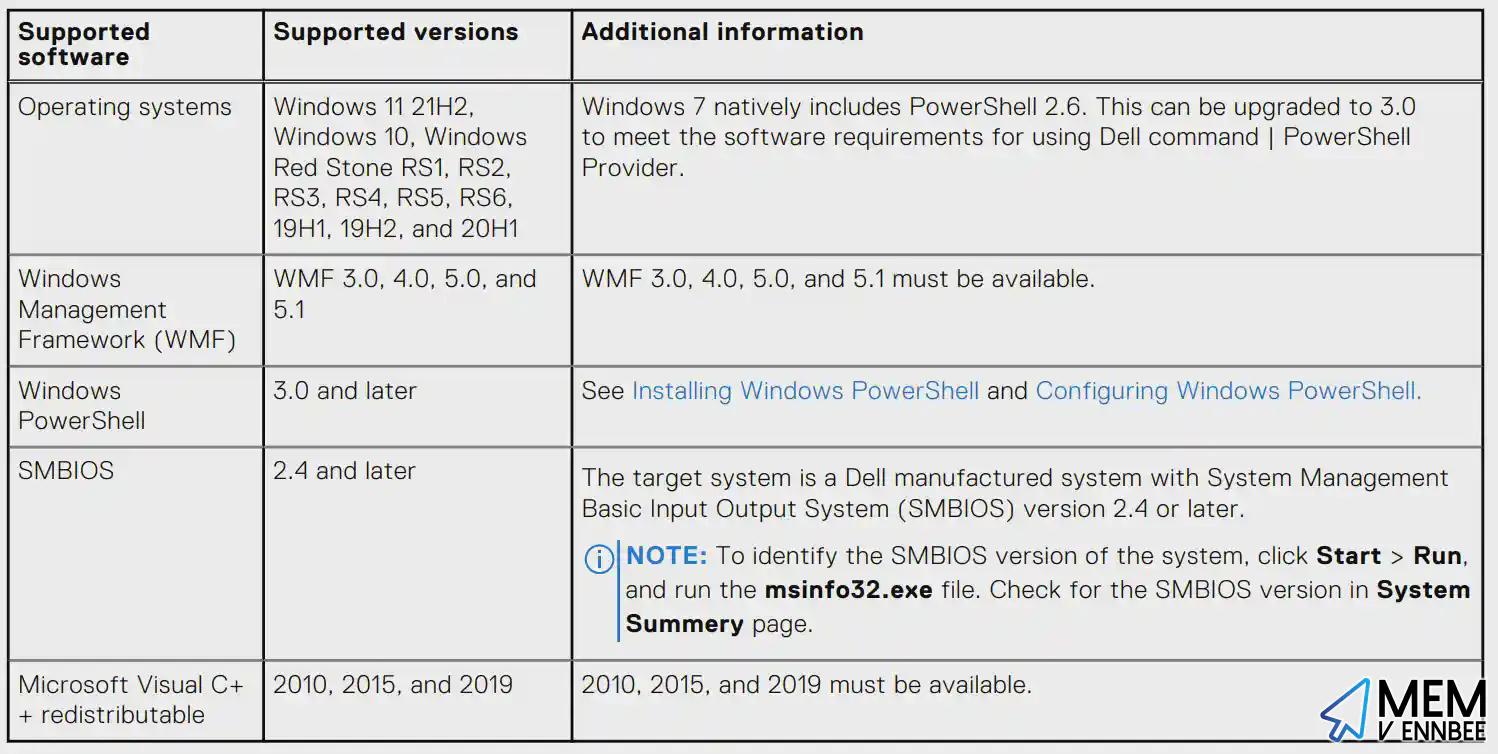 Supported
software
Supported versions
Additional information
Operating systems
Windows 11 21H2,
Windows 10, Windows
Red Stone RS1, RS2,
RS3, RS4, RS5, RS6,
19H1, 19H2, and 20H1
Windows 7 natively includes PowerShell 2.6. This can be upgraded to 3.0
to meet the software requirements for using Dell command | PowerShell
Provider.
Windows
Management
Framework (WMF)
WMF 3.0, 4.0, 5.0, and
5.1
WMF 3.0, 4.0, 5.0, and 5.1 must be available.
Windows
PowerShell
3.0 and later
See Installing Windows PowerShell and Configuring Windows PowerShell.
SMBIOS
2.4 and later
The target system is a Dell manufactured system with System Management
Basic Input Output System (SMBIOS) version 2.4 or later.
NOTE: To identify the SMBIOS version of the system, click Start > Run,
and run the msinfo32.exe file. Check for the SMBIOS version in System
Summery page.
Microsoft Visual C+
+ redistributable
2010, 2015, and 2019
2010, 2015, and 2019 must be available.
MEM
V ENNBEE